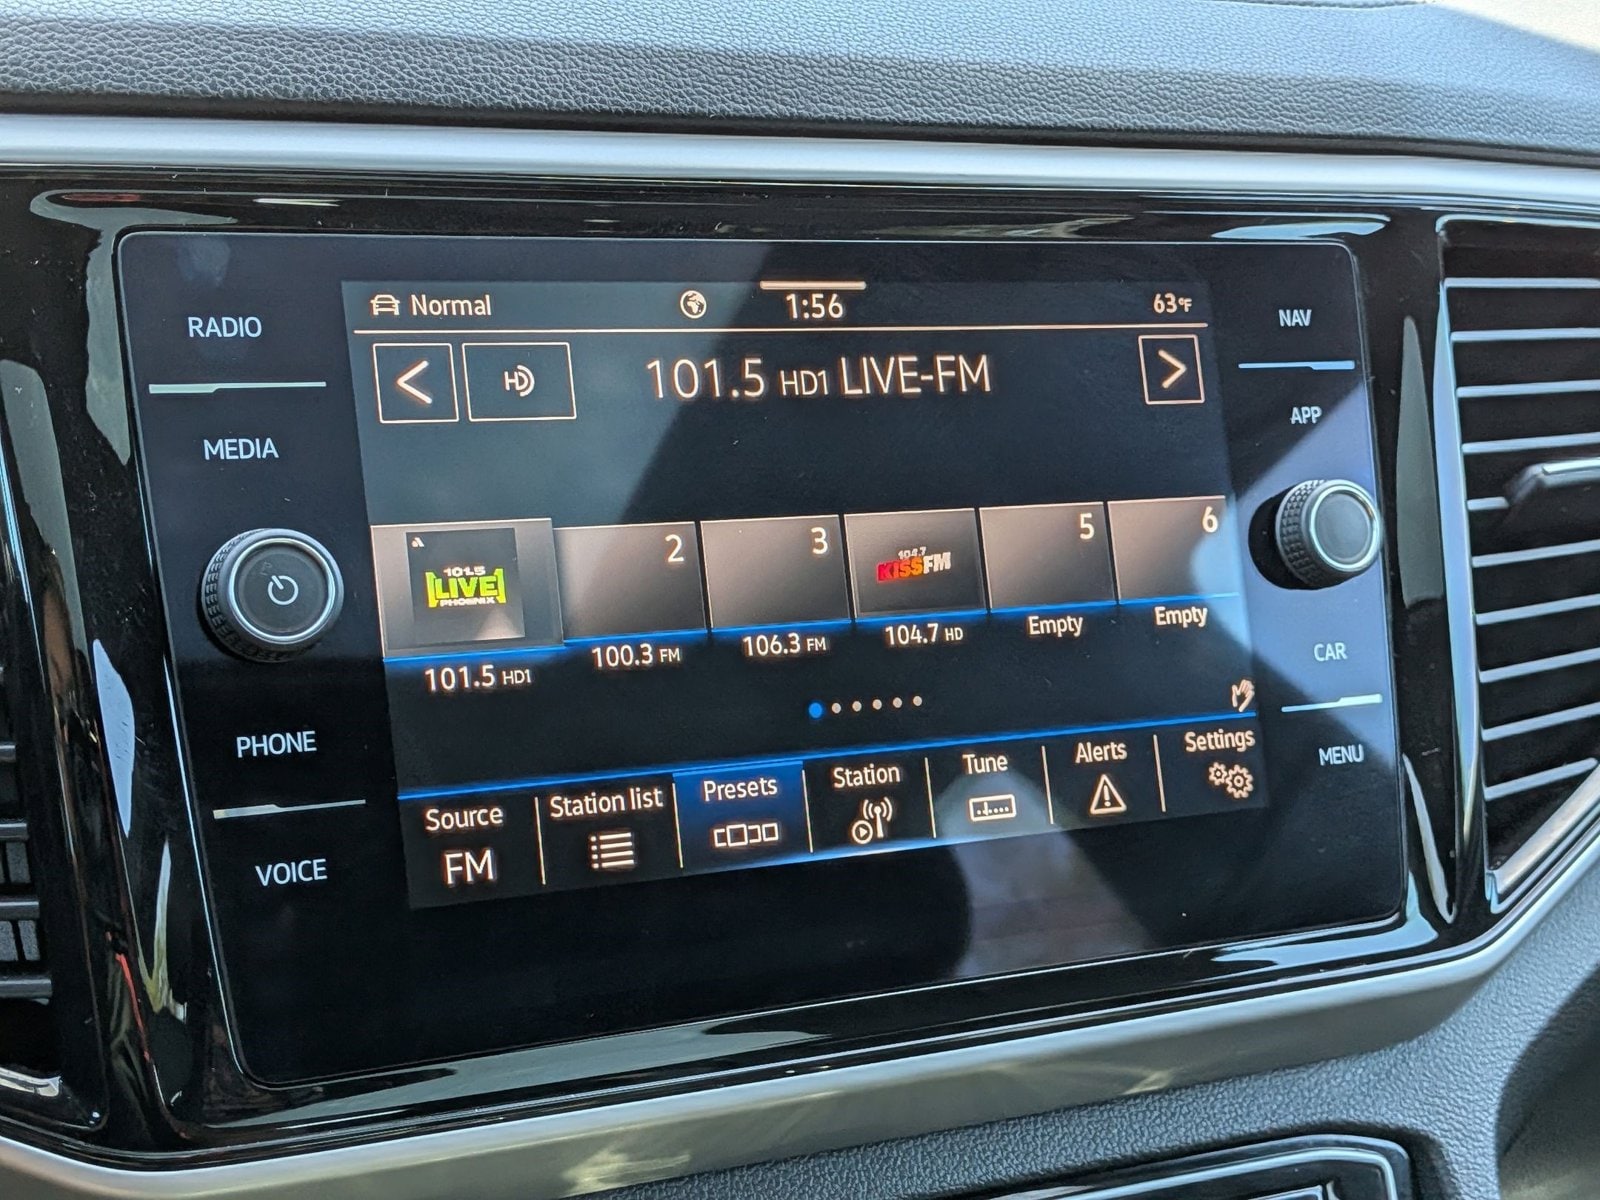 RADIO
MEDIA
PHONE
VOICE
Normal
1:56
63°F
HD
101.5 HD1 LIVE-FM
101.5
LIVE
PHOENIX
2
3
104.7
KISSFM
5
6
101.5 HD1
100.3 FM
106.3 FM
104.7 HD
Empty
Empty
Source
FM
Station list
Presets
Station
Tune
Alerts
Settings
NAV
APP
CAR
MENU